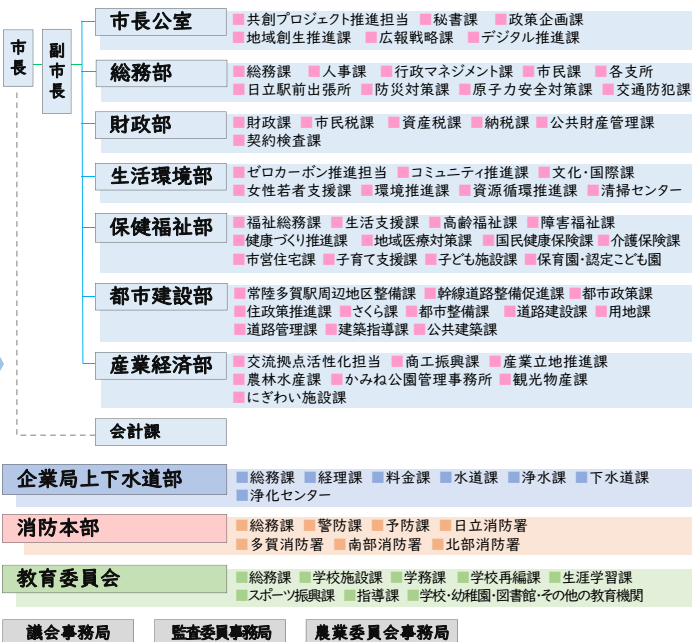 市長
副市長
市長公室
■共創プロジェクト推進担当 ■秘書課 ■政策企画課
■地域創生推進課 ■広報戦略課 ■デジタル推進課
総務部
■総務課 ■人事課 ■行政マネジメント課 ■市民課 ■各支所
■日立駅前出張所 ■防災対策課 ■原子力安全対策課 ■交通防犯課
財政部
■財政課 ■市民税課 ■資産税課 ■納税課 ■公共財産管理課
■契約検査課
生活環境部
■ゼロカーボン推進担当 ■コミュニティ推進課 ■文化・国際課
■女性若者支援課 ■環境推進課 ■資源循環推進課 ■清掃センター
保健福祉部
■福祉総務課 ■生活支援課 ■高齢福祉課 ■障害福祉課
■健康づくり推進課 ■地域医療対策課 ■国民健康保険課 ■介護保険課
■市営住宅課 ■子育て支援課 ■子ども施設課 ■保育園・認定こども園
都市建設部
■常陸多賀駅周辺地区整備課 ■幹線道路整備促進課 ■都市政策課
■住政策推進課 ■さくら課 ■都市整備課 ■道路建設課 ■用地課
■道路管理課 ■建築指導課 ■公共建築課
産業経済部
■交流拠点活性化担当 ■商工振興課 ■産業立地推進課
■農林水産課 ■かみね公園管理事務所 ■観光物産課
■にぎわい施設課
会計課
企業局上下水道部
■総務課 ■経理課 ■料金課 ■水道課 ■浄水課 ■下水道課
■浄化センター
消防本部
■総務課 ■警防課 ■予防課 ■日立消防署
■多賀消防署 ■南部消防署 ■北部消防署
教育委員会
■総務課 ■学校施設課 ■学務課 ■学校再編課 ■生涯学習課
■スポーツ振興課 ■指導課 ■学校・幼稚園・図書館・その他の教育機関
議会事務局 監査委員事務局 農業委員会事務局